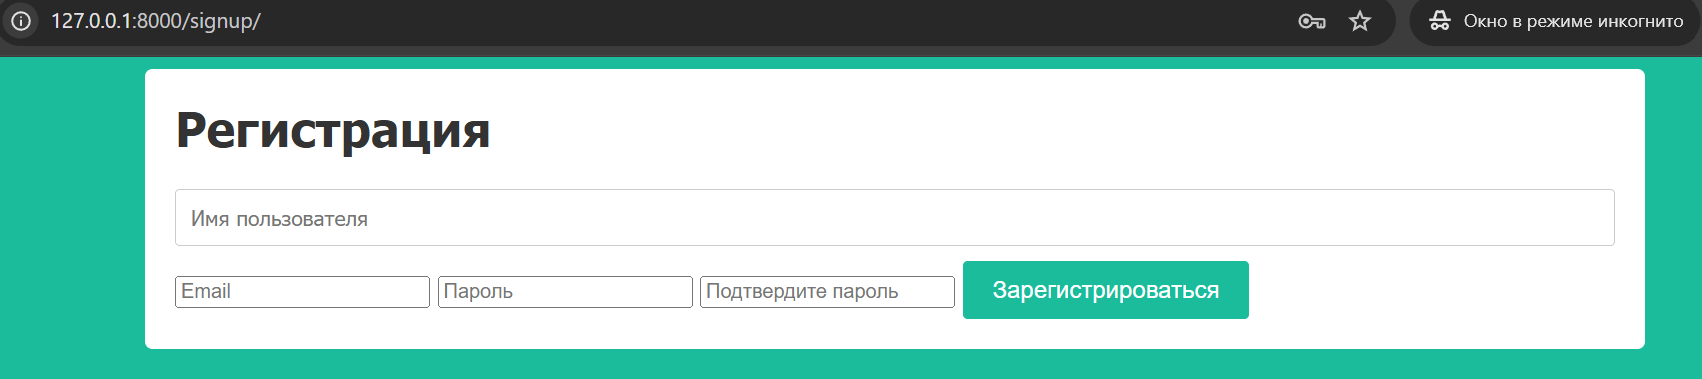 127.0.0.1:8000/signup/
Окно в режиме инкогнито
Регистрация
Имя пользователя
Email
Пароль
Подтвердите пароль
Зарегистрироваться